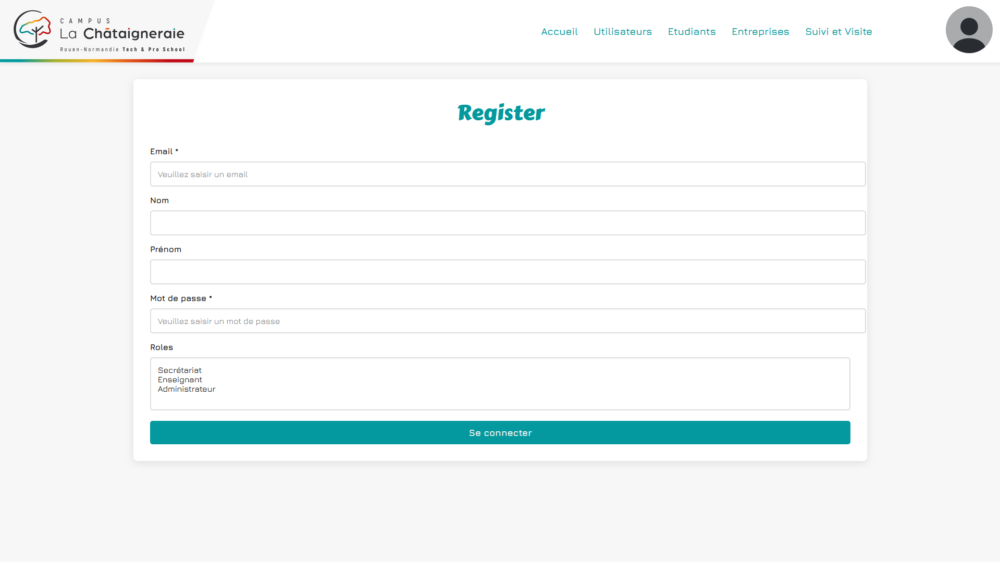 CAMPUS
La Châtaigneraie
Rouen-Normandie Tech & Pro School
Accueil Utilisateurs Etudiants Entreprises Suivi et Visite
Register
Email *
Veuillez saisir un email
Nom
Prénom
Mot de passe *
Veuillez saisir un mot de passe
Roles
Secrétariat
Enseignant
Administrateur
Se connecter